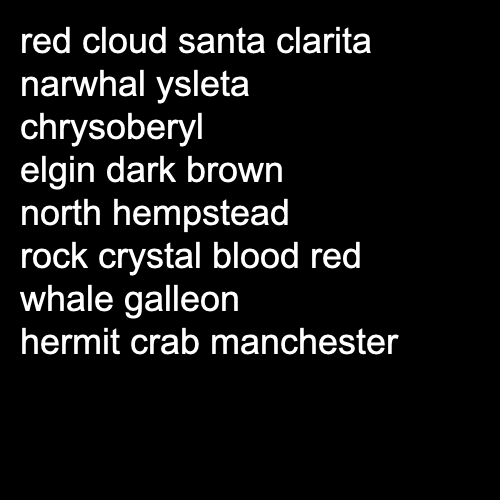 red cloud santa clarita
narwhal ysleta
chrysoberyl
elgin dark brown
north hempstead
rock crystal blood red
whale galleon
hermit crab manchester